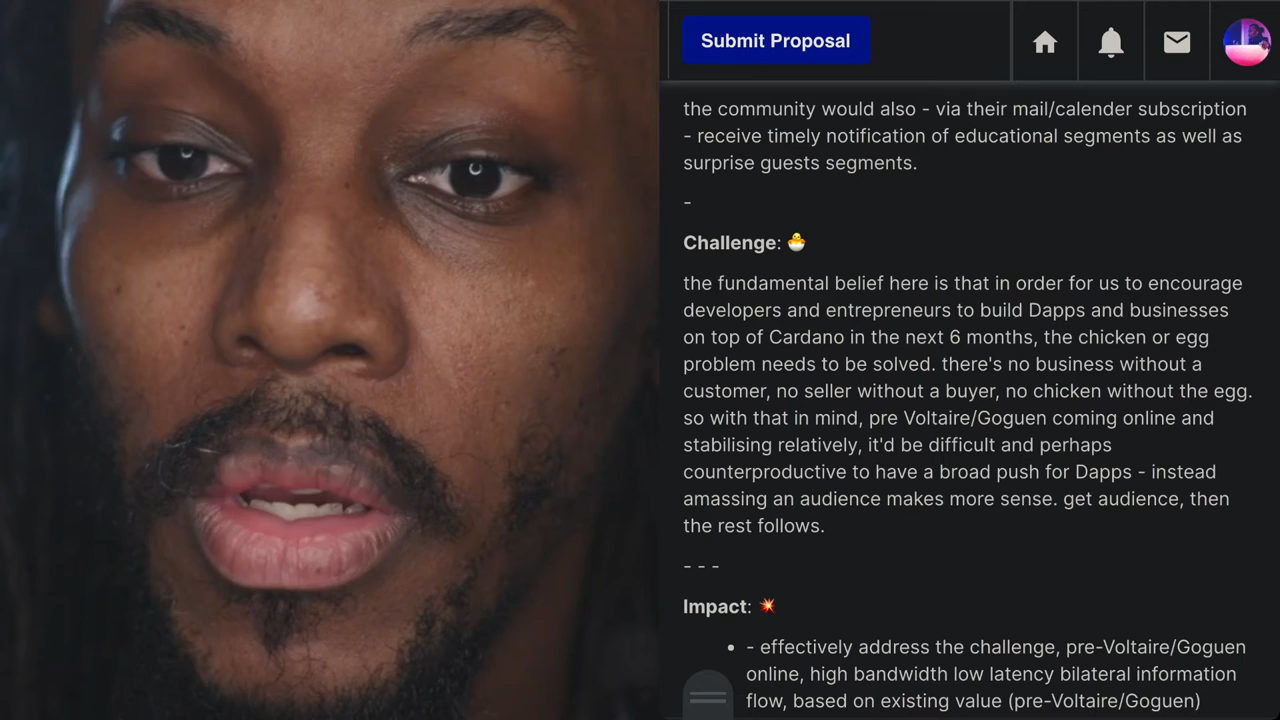 Submit Proposal
the community would also - via their mail/calender subscription
- receive timely notification of educational segments as well as
surprise guests segments.
-
Challenge: 🐣
the fundamental belief here is that in order for us to encourage
developers and entrepreneurs to build Dapps and businesses
on top of Cardano in the next 6 months, the chicken or egg
problem needs to be solved. there's no business without a
customer, no seller without a buyer, no chicken without the egg.
so with that in mind, pre Voltaire/Goguen coming online and
stabilising relatively, it'd be difficult and perhaps
counterproductive to have a broad push for Dapps - instead
amassing an audience makes more sense. get audience, then
the rest follows.
- - -
Impact: 💥
• - effectively address the challenge, pre-Voltaire/Goguen
online, high bandwidth low latency bilateral information
flow, based on existing value (pre-Voltaire/Goguen)